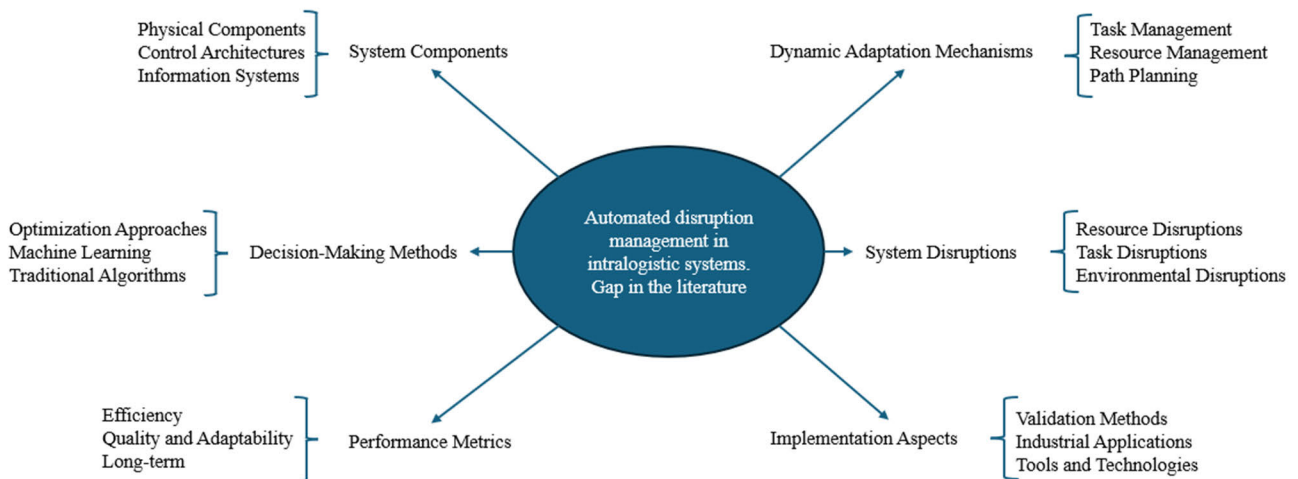 Physical Components
Control Architectures
Information Systems
System Components
Dynamic Adaptation Mechanisms
Task Management
Resource Management
Path Planning
Optimization Approaches
Machine Learning
Traditional Algorithms
Decision-Making Methods
Automated disruption
management in
intralogistic systems.
Gap in the literature
System Disruptions
Resource Disruptions
Task Disruptions
Environmental Disruptions
Efficiency
Quality and Adaptability
Long-term
Performance Metrics
Implementation Aspects
Validation Methods
Industrial Applications
Tools and Technologies